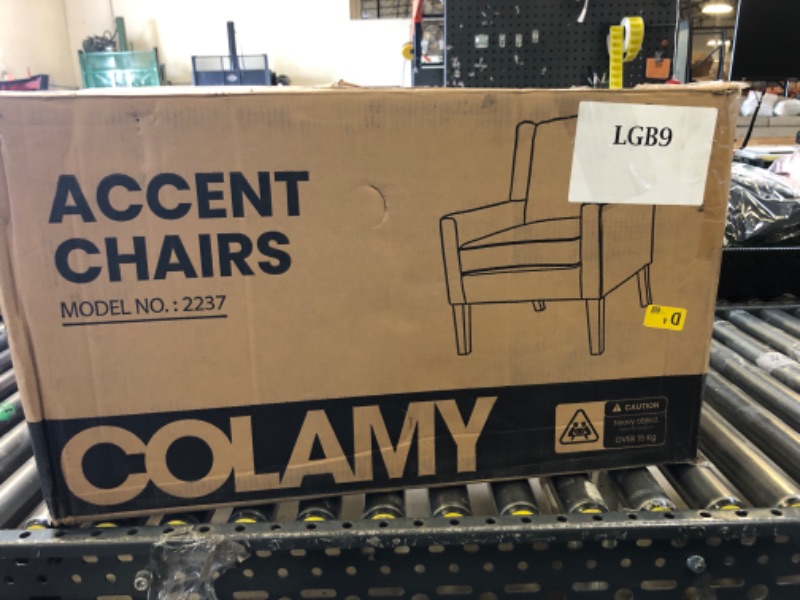 ACCENT
CHAIRS
MODEL NO. : 2237
LGB9
COLAMY
CAUTION
Heavy object
OVER 15 Kg